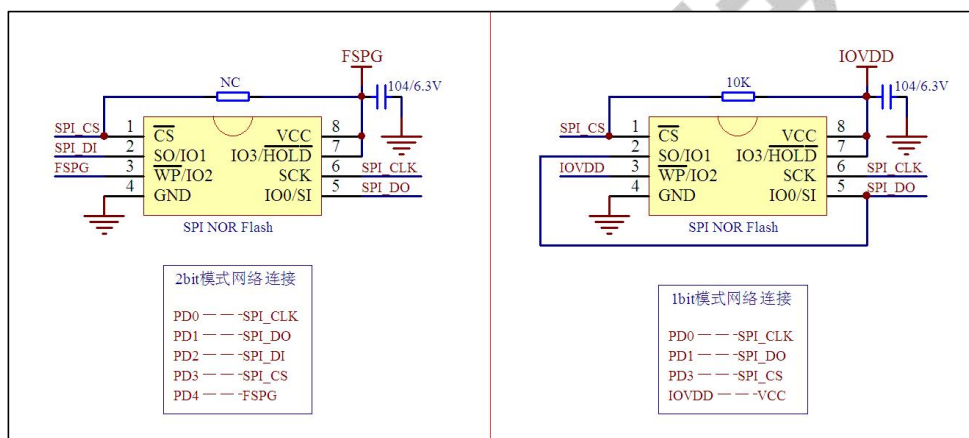 FSPG
NC
104/6.3V
SPI_CS
1
CS
VCC
8
SPI_DI
2
SO/IO1
IO3/HOLD
7
FSPG
3
WP/IO2
SCK
6
SPI_CLK
4
GND
IO0/SI
5
SPI_DO
SPI NOR Flash
2bit模式网络连接
PD0 — — -SPI_CLK
PD1 — — -SPI_DO
PD2 — — -SPI_DI
PD3 — — -SPI_CS
PD4 — — -FSPG
IOVDD
10K
104/6.3V
SPI_CS
1
CS
VCC
8
2
SO/IO1
IO3/HOLD
7
IOVDD
3
WP/IO2
SCK
6
SPI_CLK
4
GND
IO0/SI
5
SPI_DO
SPI NOR Flash
1bit模式网络连接
PD0 — — -SPI_CLK
PD1 — — -SPI_DO
PD3 — — -SPI_CS
IOVDD — — -VCC